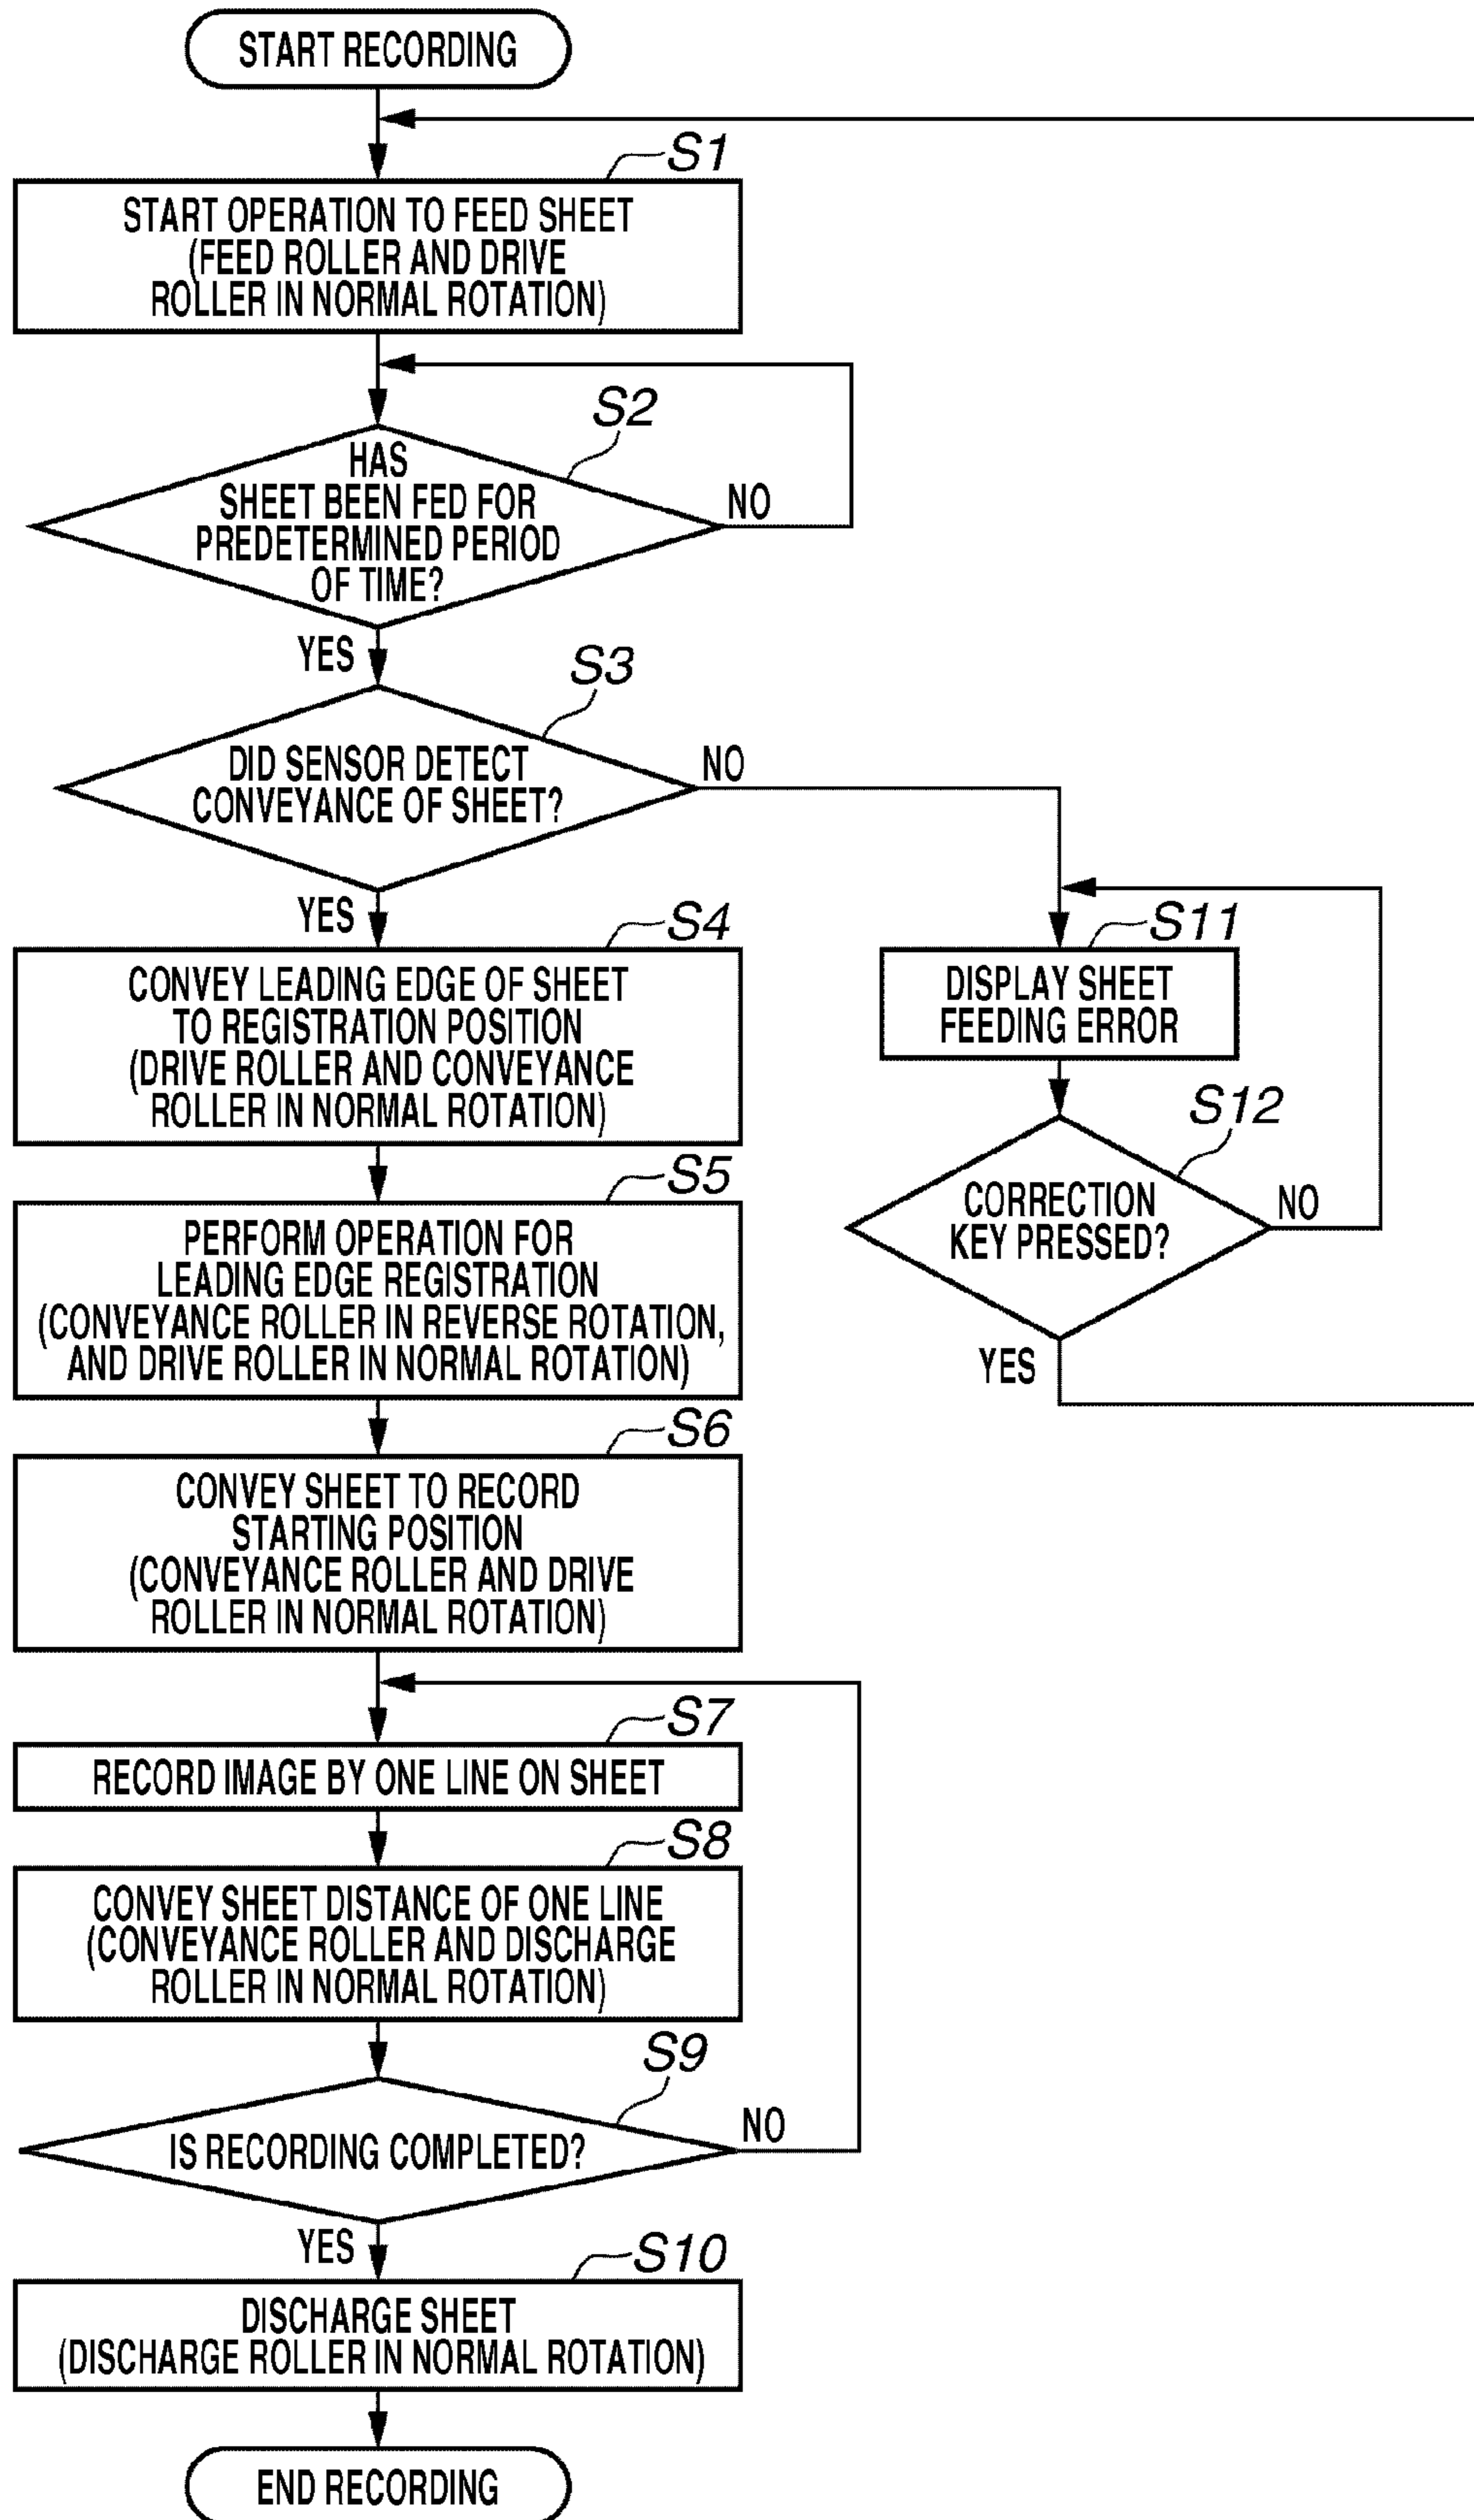 START RECORDING
S1
START OPERATION TO FEED SHEET
(FEED ROLLER AND DRIVE
ROLLER IN NORMAL ROTATION)
S2
HAS
SHEET BEEN FED FOR
PREDETERMINED PERIOD
OF TIME?
NO
YES
S3
DID SENSOR DETECT
CONVEYANCE OF SHEET?
NO
YES
S4
CONVEY LEADING EDGE OF SHEET
TO REGISTRATION POSITION
(DRIVE ROLLER AND CONVEYANCE
ROLLER IN NORMAL ROTATION)
S11
DISPLAY SHEET
FEEDING ERROR
S12
CORRECTION
KEY PRESSED?
NO
YES
S5
PERFORM OPERATION FOR
LEADING EDGE REGISTRATION
(CONVEYANCE ROLLER IN REVERSE ROTATION,
AND DRIVE ROLLER IN NORMAL ROTATION)
S6
CONVEY SHEET TO RECORD
STARTING POSITION
(CONVEYANCE ROLLER AND DRIVE
ROLLER IN NORMAL ROTATION)
S7
RECORD IMAGE BY ONE LINE ON SHEET
S8
CONVEY SHEET DISTANCE OF ONE LINE
(CONVEYANCE ROLLER AND DISCHARGE
ROLLER IN NORMAL ROTATION)
S9
IS RECORDING COMPLETED?
NO
YES
S10
DISCHARGE SHEET
(DISCHARGE ROLLER IN NORMAL ROTATION)
END RECORDING